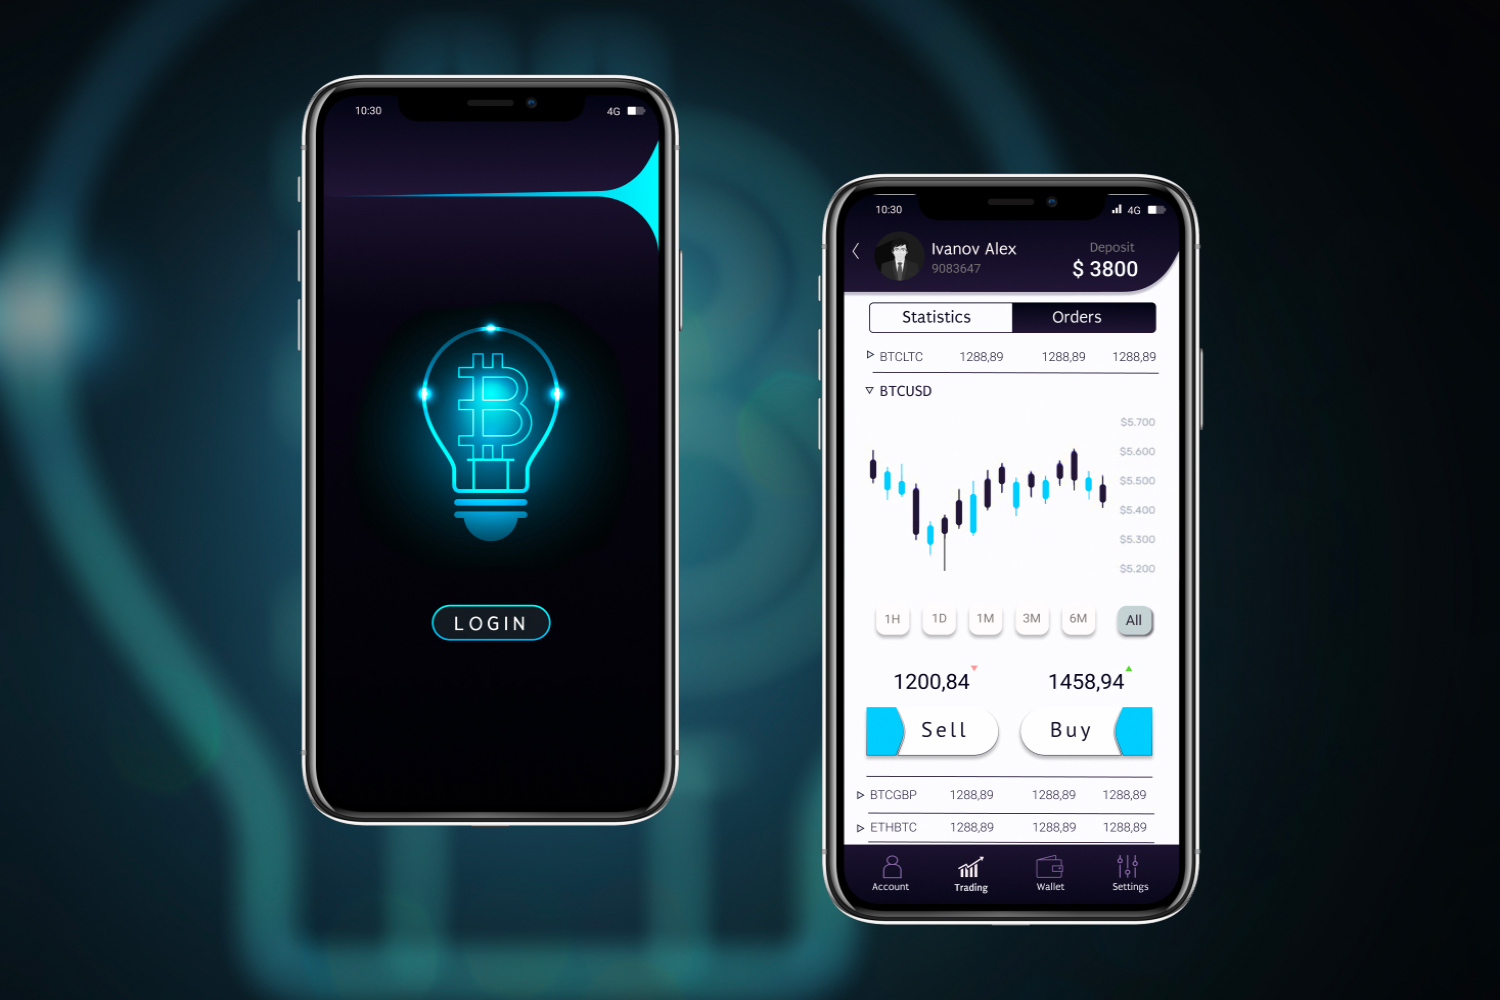 10:30 4G
LOGIN
10:30 4G
Ivanov Alex
9083647
Deposit
$ 3800
Statistics Orders
BTCLTC 1288,89 1288,89 1288,89
BTCUSD
$5.700
$5.600
$5.500
$5.400
$5.300
$5.200
1H 1D 1M 3M 6M All
1200,84 1458,94
Sell Buy
BTCGBP 1288,89 1288,89 1288,89
ETHBTC 1288,89 1288,89 1288,89
Account Trading Wallet Settings